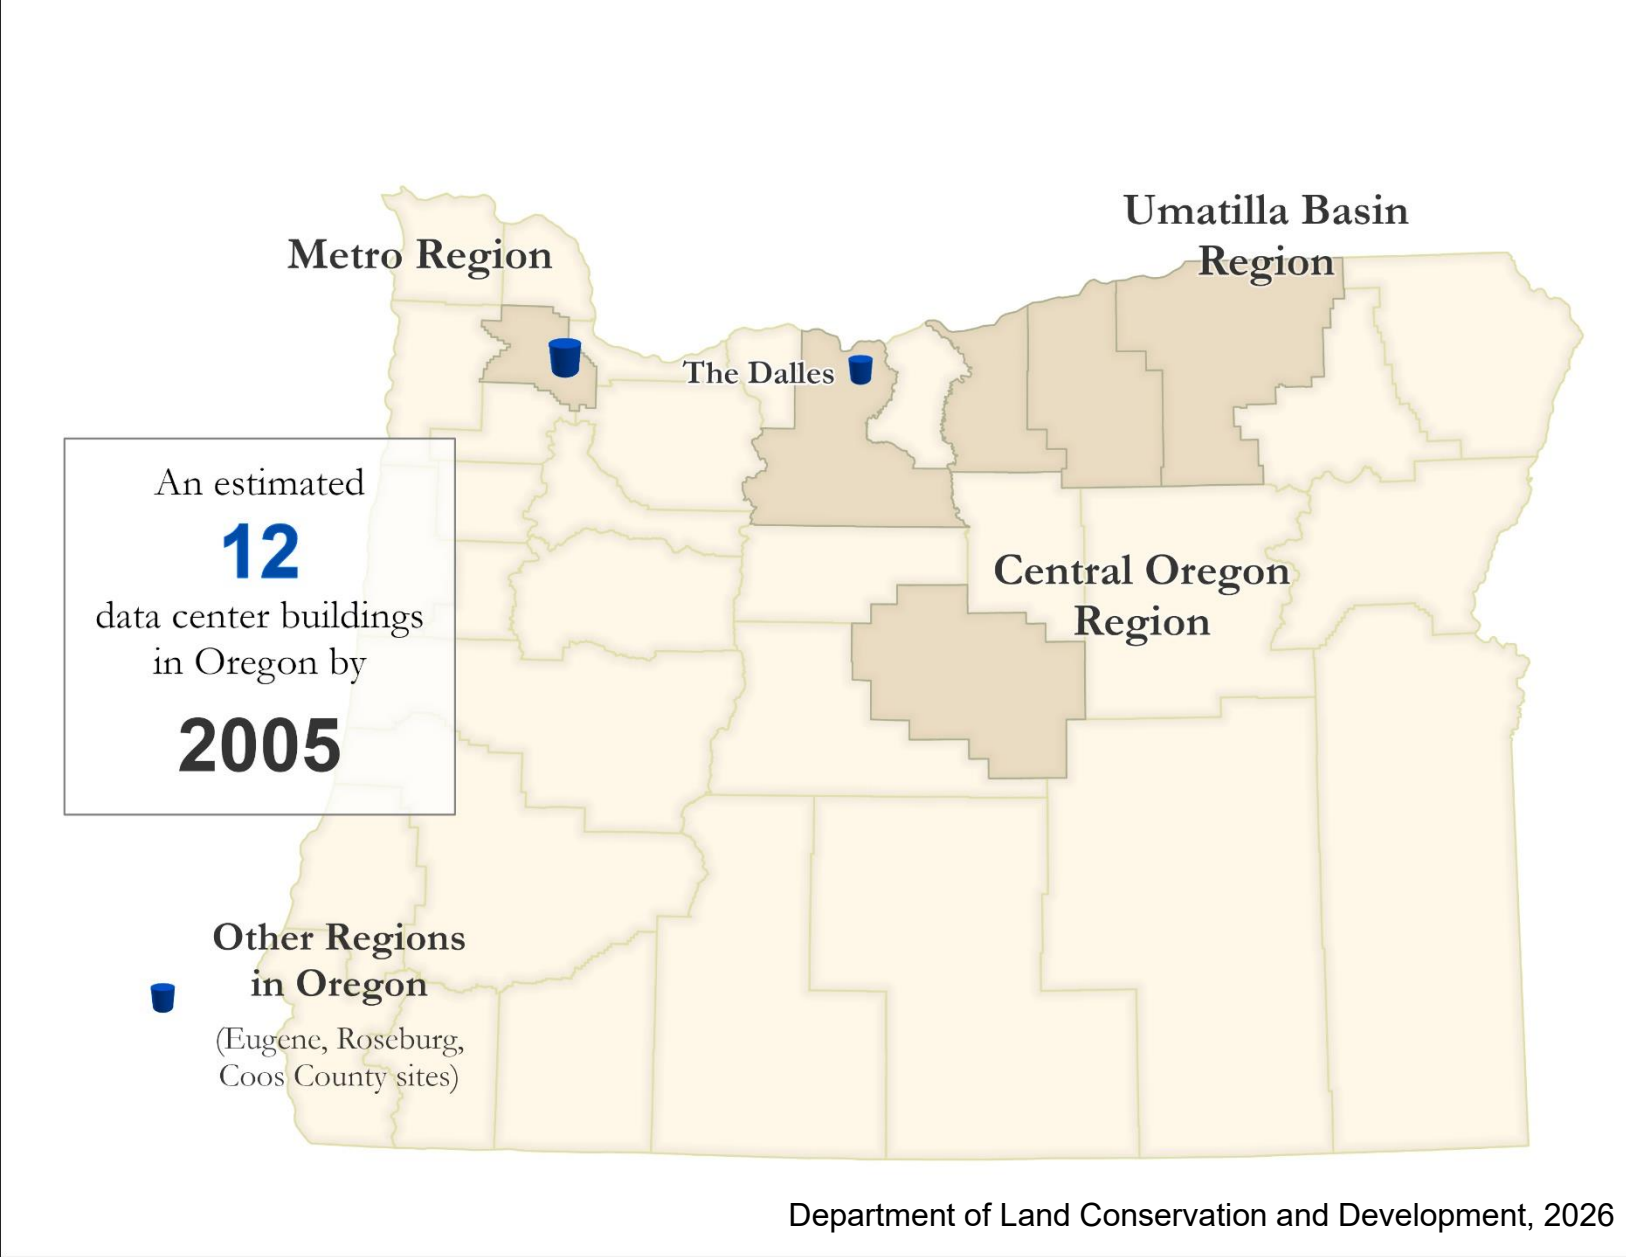 Umatilla Basin
Region
Metro Region
The Dalles
An estimated
12
data center buildings
in Oregon by
2005
Central Oregon
Region
Other Regions
in Oregon
(Eugene, Roseburg,
Coos County sites)
Department of Land Conservation and Development, 2026